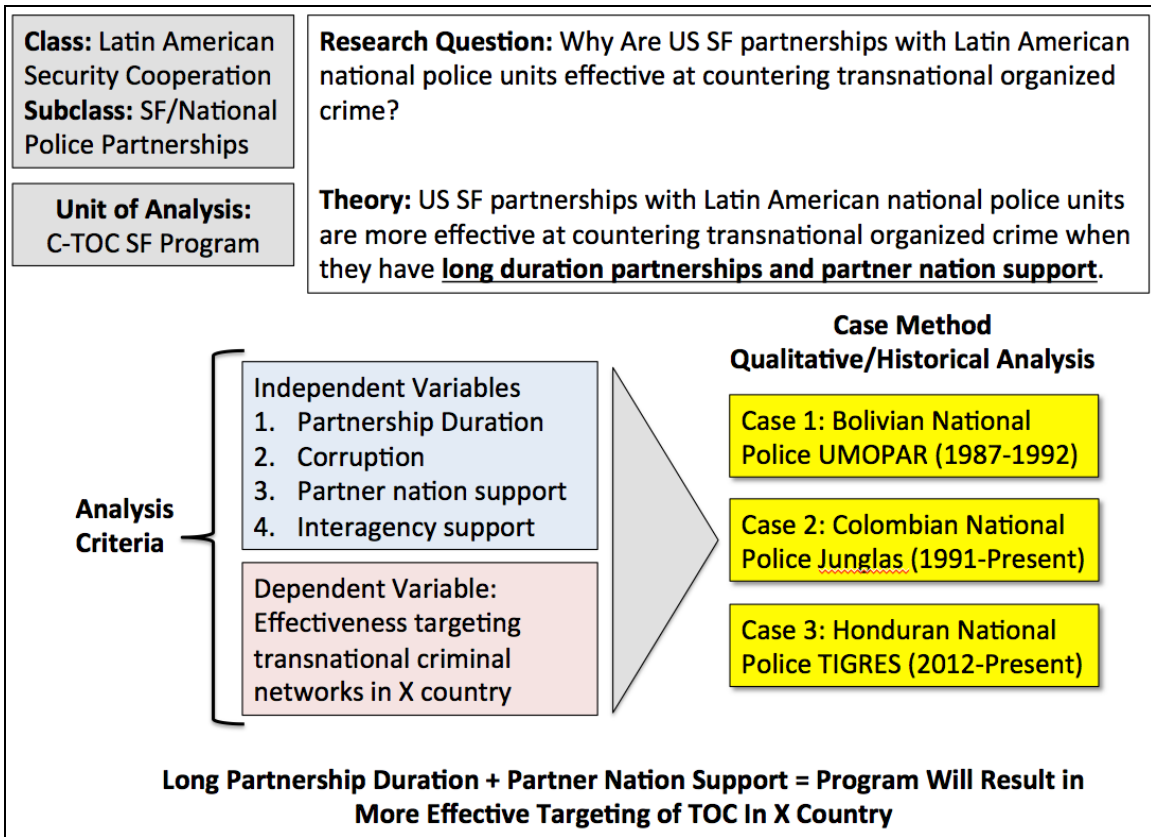 Class: Latin American
Security Cooperation
Subclass: SF/National
Police Partnerships
Unit of Analysis:
C-TOC SF Program
Research Question: Why Are US SF partnerships with Latin American
national police units effective at countering transnational organized
crime?
Theory: US SF partnerships with Latin American national police units
are more effective at countering transnational organized crime when
they have long duration partnerships and partner nation support.
Analysis
Criteria
Independent Variables
1. Partnership Duration
2. Corruption
3. Partner nation support
4. Interagency support
Dependent Variable:
Effectiveness targeting
transnational criminal
networks in X country
Case Method
Qualitative/Historical Analysis
Case 1: Bolivian National
Police UMOPAR (1987-1992)
Case 2: Colombian National
Police Junglas (1991-Present)
Case 3: Honduran National
Police TIGRES (2012-Present)
Long Partnership Duration + Partner Nation Support = Program Will Result in
More Effective Targeting of TOC In X Country